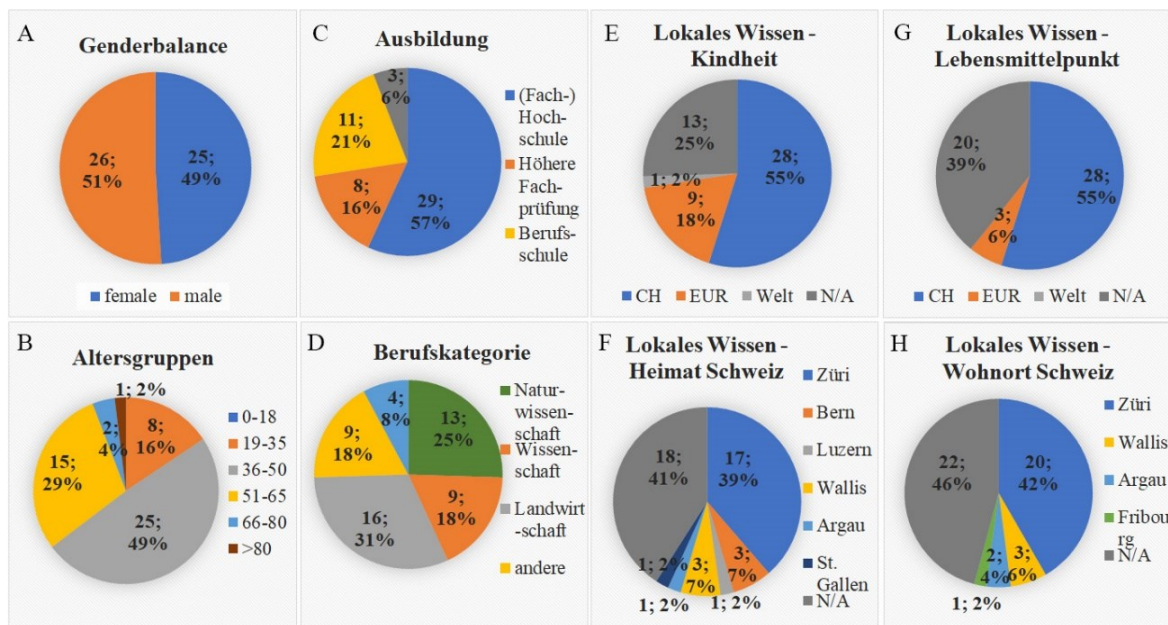 A
Genderbalance
26;
51%
25;
49%
female
male
B
Altersgruppen
1; 2%
2;
4%
8;
16%
15;
29%
25;
49%
0-18
19-35
36-50
51-65
66-80
>80
C
Ausbildung
3;
6%
11;
21%
8;
16%
29;
57%
(Fach-)
Hoch-
schule
Höhere
Fach-
prüfung
Berufs-
schule
D
Berufskategorie
4;
8%
13;
25%
9;
18%
9;
18%
16;
31%
Natur-
wissen-
schaft
Wissen-
schaft
Landwirt
-schaft
andere
E
Lokales Wissen -
Kindheit
13;
25%
1; 2%
9;
18%
28;
55%
CH
EUR
Welt
N/A
F
Lokales Wissen -
Heimat Schweiz
18;
41%
17;
39%
1; 2%
3;
7%
3;
7%
1; 2%
1; 2%
Züri
Bern
Luzern
Wallis
Argau
St.
Gallen
N/A
G
Lokales Wissen -
Lebensmittelpunkt
20;
39%
3;
6%
28;
55%
CH
EUR
Welt
N/A
H
Lokales Wissen -
Wohnort Schweiz
22;
46%
20;
42%
2;
4%
3;
6%
1; 2%
Züri
Wallis
Argau
Fribou
rg
N/A